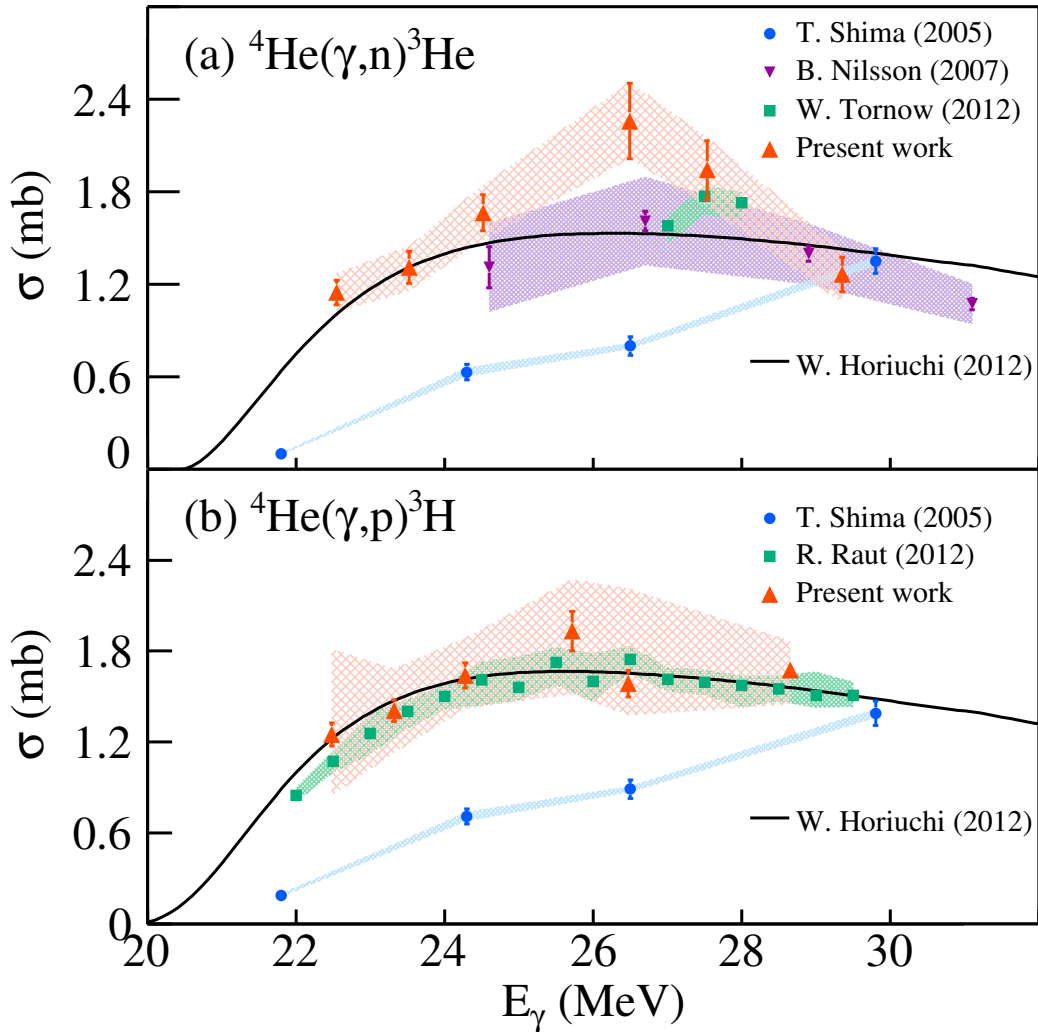 (a) ⁴He(γ,n)³He
T. Shima (2005)
B. Nilsson (2007)
W. Tornow (2012)
Present work
W. Horiuchi (2012)
2.4
1.8
1.2
0.6
0
σ (mb)
(b) ⁴He(γ,p)³H
T. Shima (2005)
R. Raut (2012)
Present work
W. Horiuchi (2012)
2.4
1.8
1.2
0.6
0
σ (mb)
20 22 24 26 28 30
E_γ (MeV)